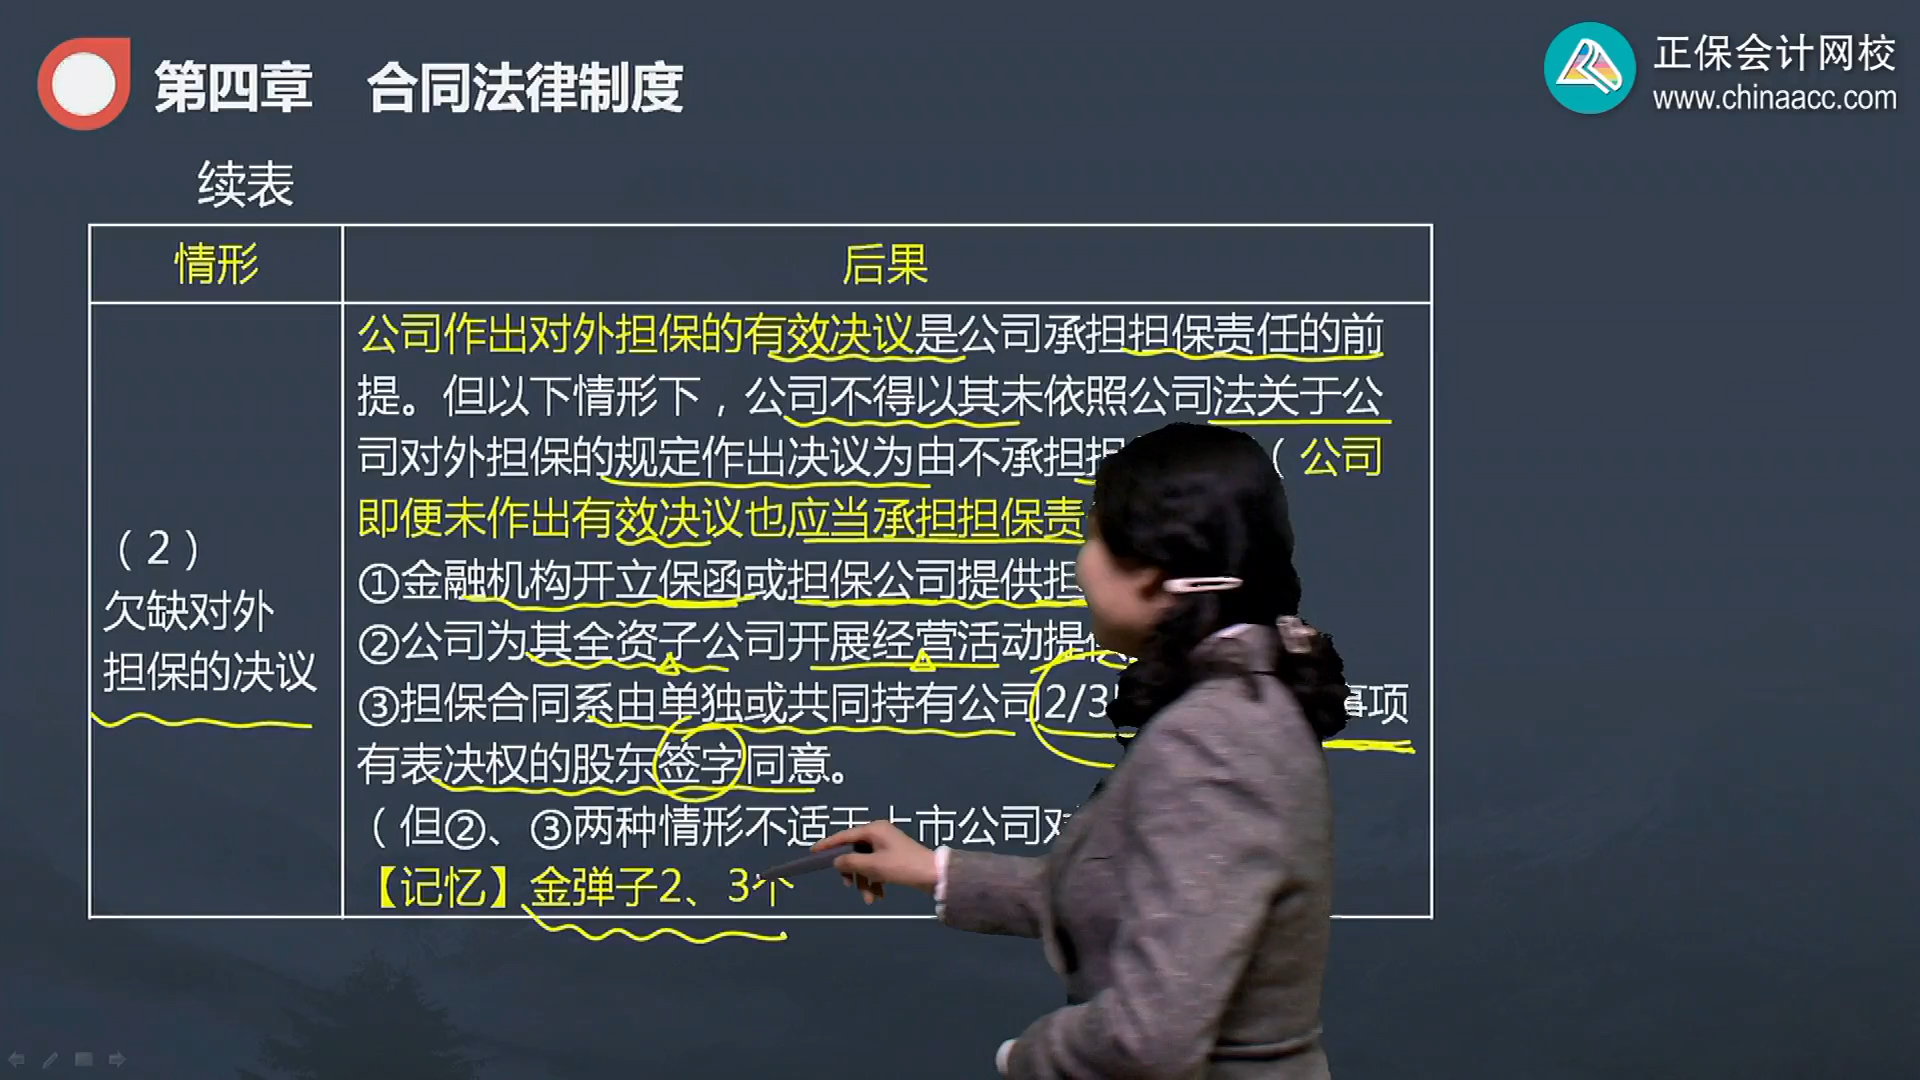 第四章 合同法律制度
正保会计网校
www.chinaacc.com
续表
情形
后果
（2）
欠缺对外
担保的决议
公司作出对外担保的有效决议是公司承担担保责任的前
提。但以下情形下，公司不得以其未依照公司法关于公
司对外担保的规定作出决议为由不承担担（公司
即便未作出有效决议也应当承担担保责
①金融机构开立保函或担保公司提供担
②公司为其全资子公司开展经营活动提供
③担保合同系由单独或共同持有公司2/3事项
有表决权的股东签字同意。
（但②、③两种情形不适于上市公司对
【记忆】金弹子2、3个